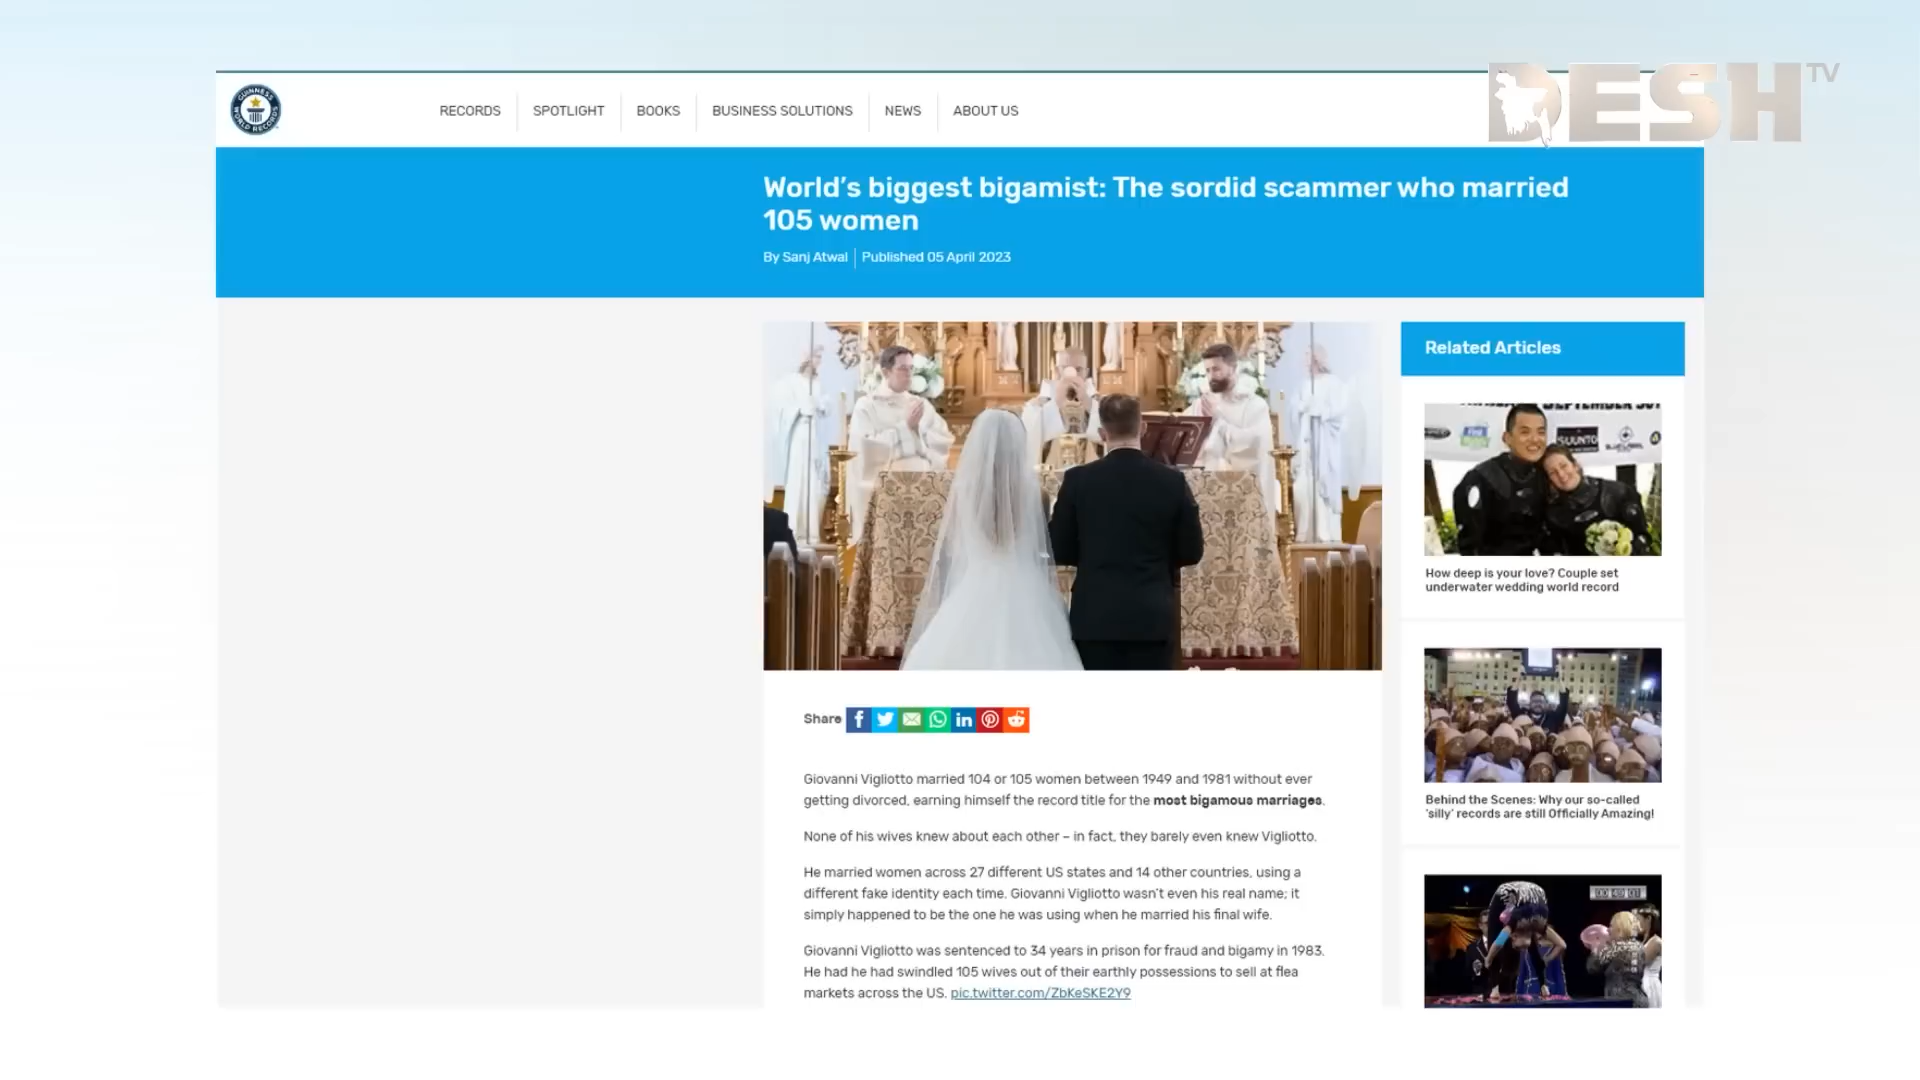 DESH TV
GUINNESS WORLD RECORDS
RECORDS
SPOTLIGHT
BOOKS
BUSINESS SOLUTIONS
NEWS
ABOUT US
World's biggest bigamist: The sordid scammer who married
105 women
By Sanj Atwal | Published 05 April 2023
Share
Giovanni Vigliotto married 104 or 105 women between 1949 and 1981 without ever
getting divorced, earning himself the record title for the most bigamous marriages.
None of his wives knew about each other – in fact, they barely even knew Vigliotto.
He married women across 27 different US states and 14 other countries, using a
different fake identity each time. Giovanni Vigliotto wasn't even his real name; it
simply happened to be the one he was using when he married his final wife.
Giovanni Vigliotto was sentenced to 34 years in prison for fraud and bigamy in 1983.
He had he had swindled 105 wives out of their earthly possessions to sell at flea
markets across the US. pic.twitter.com/ZbKeSKE2Y9
Related Articles
SUUNTO
How deep is your love? Couple set
underwater wedding world record
Behind the Scenes: Why our so-called
'silly' records are still Officially Amazing!